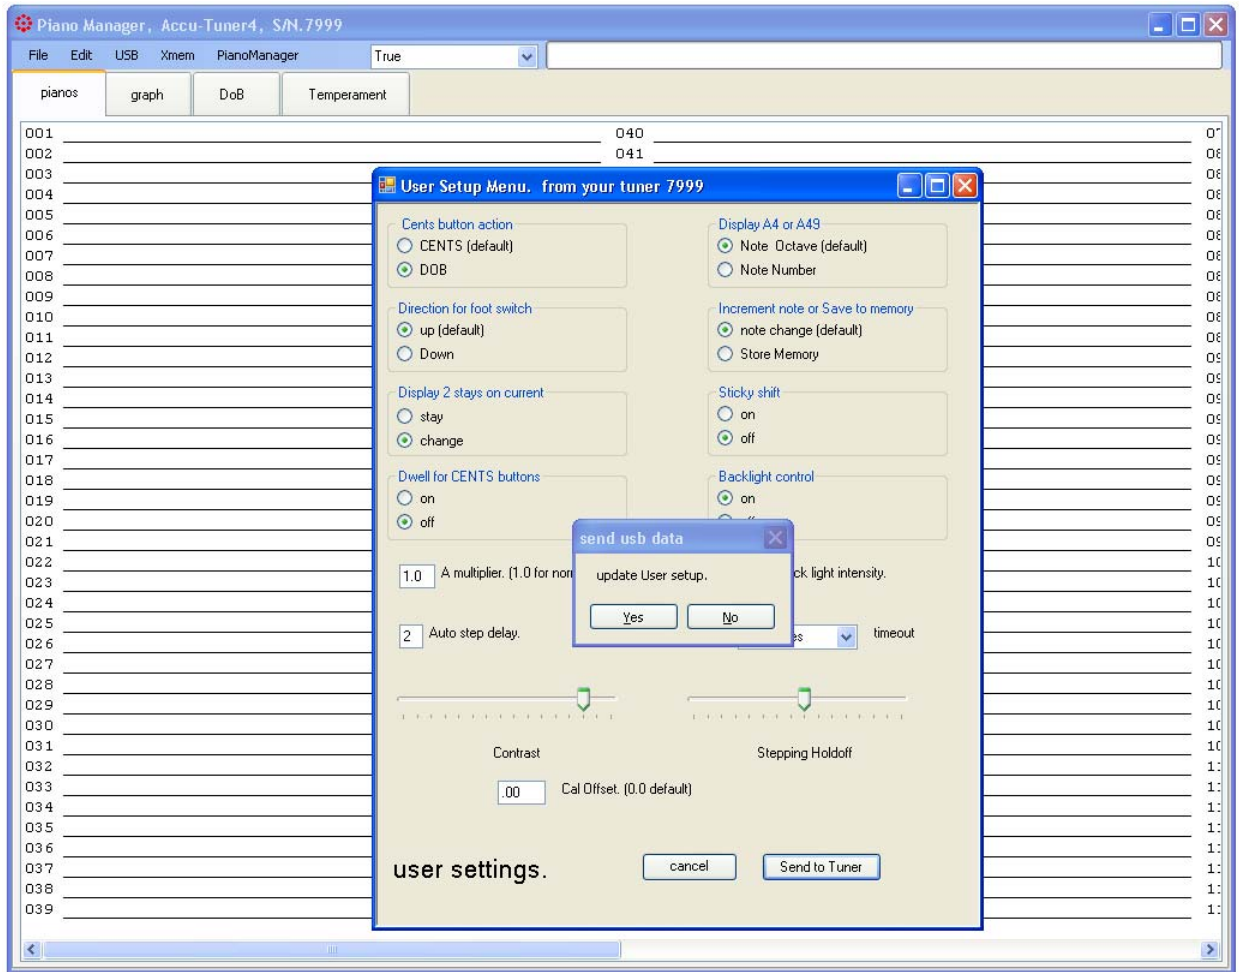 Piano Manager, Accu-Tuner4, S/N.7999
File Edit USB Xmem PianoManager True
pianos graph DoB Temperament
001 040
002 041
003
004
005
006
007
008
009
010
011
012
013
014
015
016
017
018
019
020
021
022
023
024
025
026
027
028
029
030
031
032
033
034
035
036
037
038
039
User Setup Menu. from your tuner 7999
Cents button action
CENTS (default)
DOB
Display A4 or A49
Note Octave (default)
Note Number
Direction for foot switch
up (default)
Down
Increment note or Save to memory
note change (default)
Store Memory
Display 2 stays on current
stay
change
Sticky shift
on
off
Dwell for CENTS buttons
on
off
Backlight control
on
send usb data
update User setup.
Yes No
1.0 A multiplier. (1.0 for
light intensity.
2 Auto step delay.
timeout
Contrast
Stepping Holdoff
.00 Cal Offset. (0.0 default)
user settings.
cancel Send to Tuner